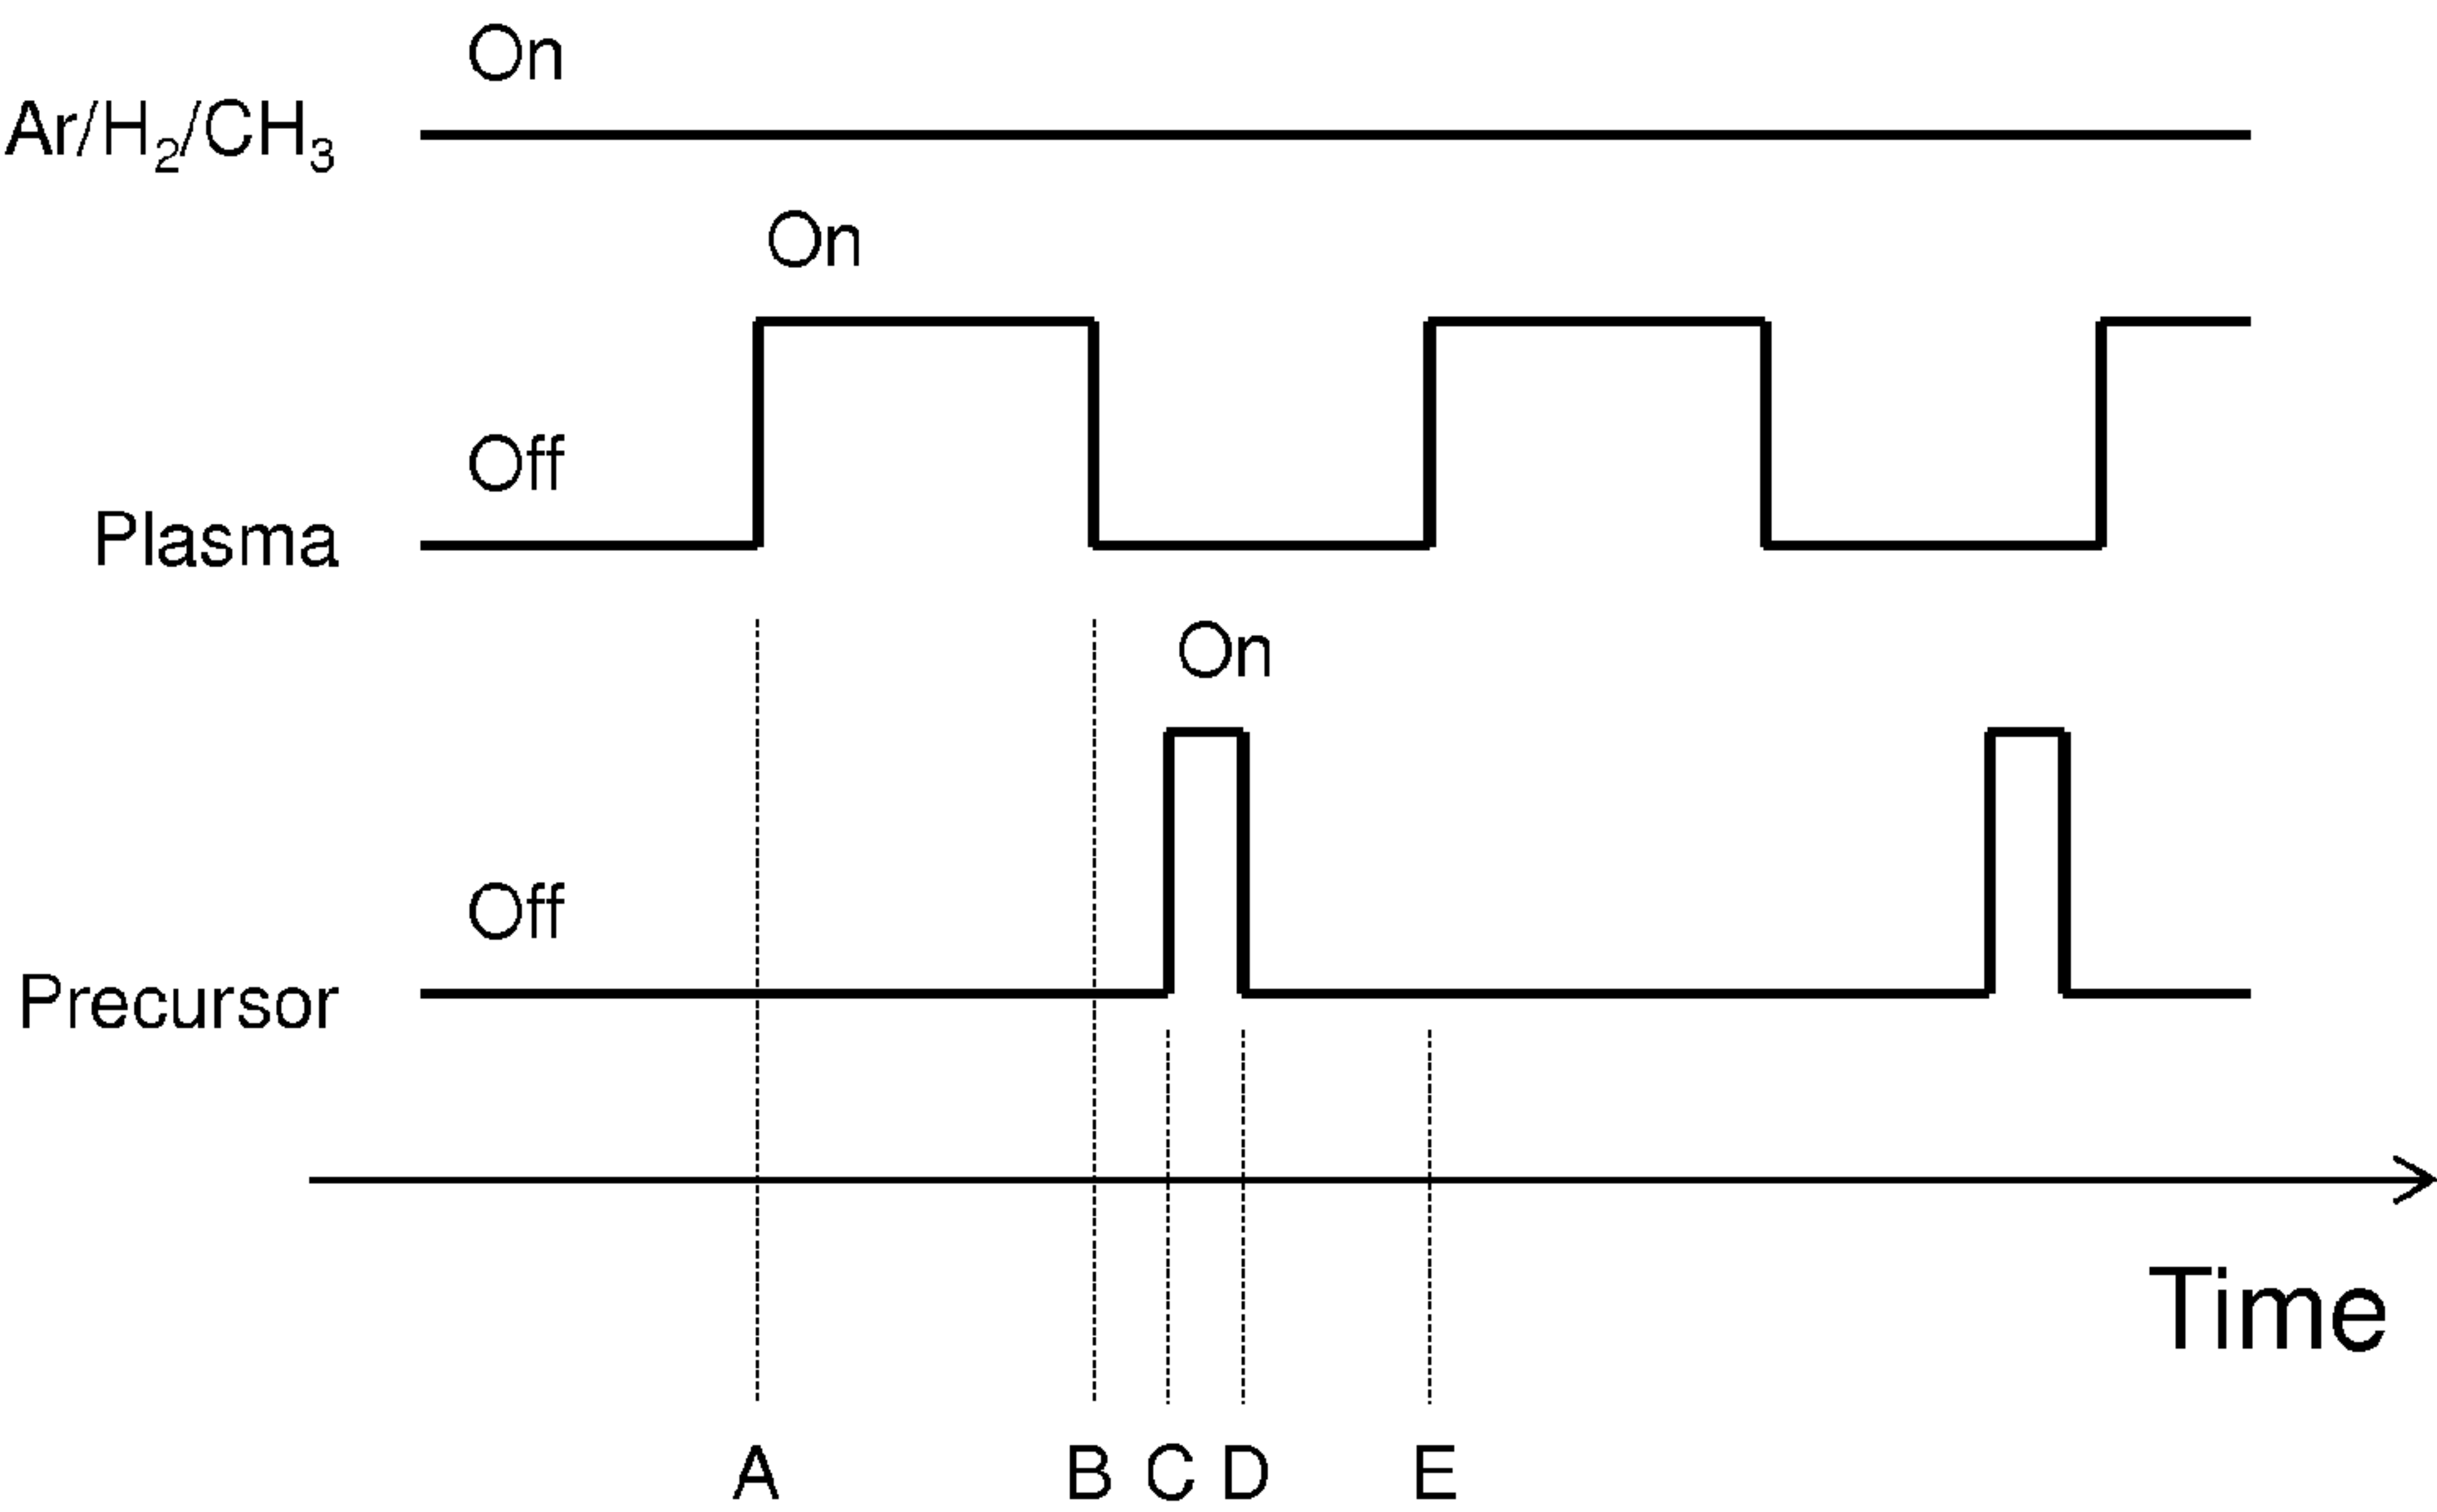 On
Ar/H₂/CH₃
On
Off
Plasma
On
Off
Precursor
Time
A B C D E